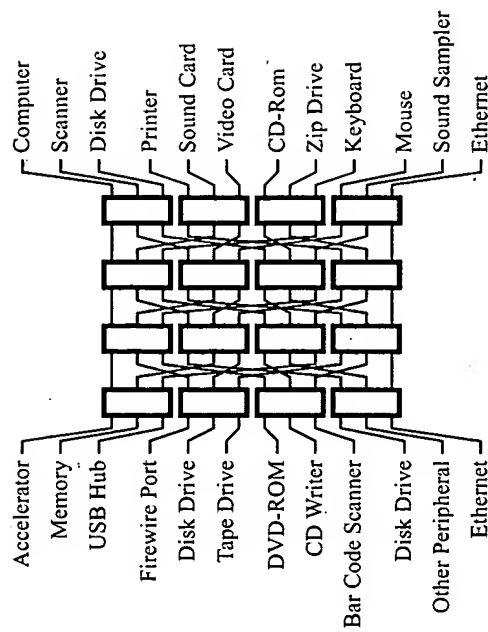 Computer
Scanner
Disk Drive
Printer
Sound Card
Video Card
CD-Rom
Zip Drive
Keyboard
Mouse
Sound Sampler
Ethernet
Accelerator
Memory
USB Hub
Firewire Port
Disk Drive
Tape Drive
DVD-ROM
CD Writer
Bar Code Scanner
Disk Drive
Other Peripheral
Ethernet